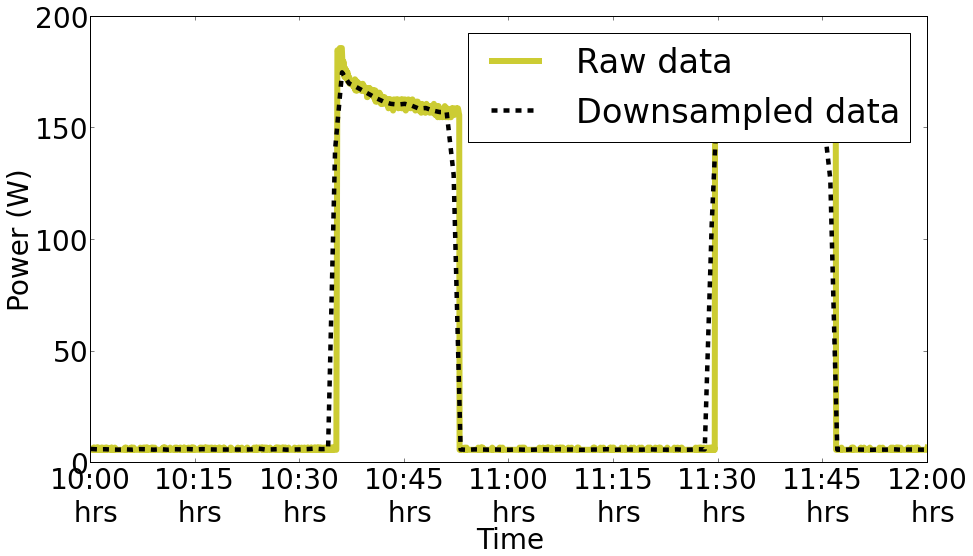 200
150
100
50
0
Power (W)
Raw data
Downsampled data
10:00 hrs
10:15 hrs
10:30 hrs
10:45 hrs
11:00 hrs
11:15 hrs
11:30 hrs
11:45 hrs
12:00 hrs
Time